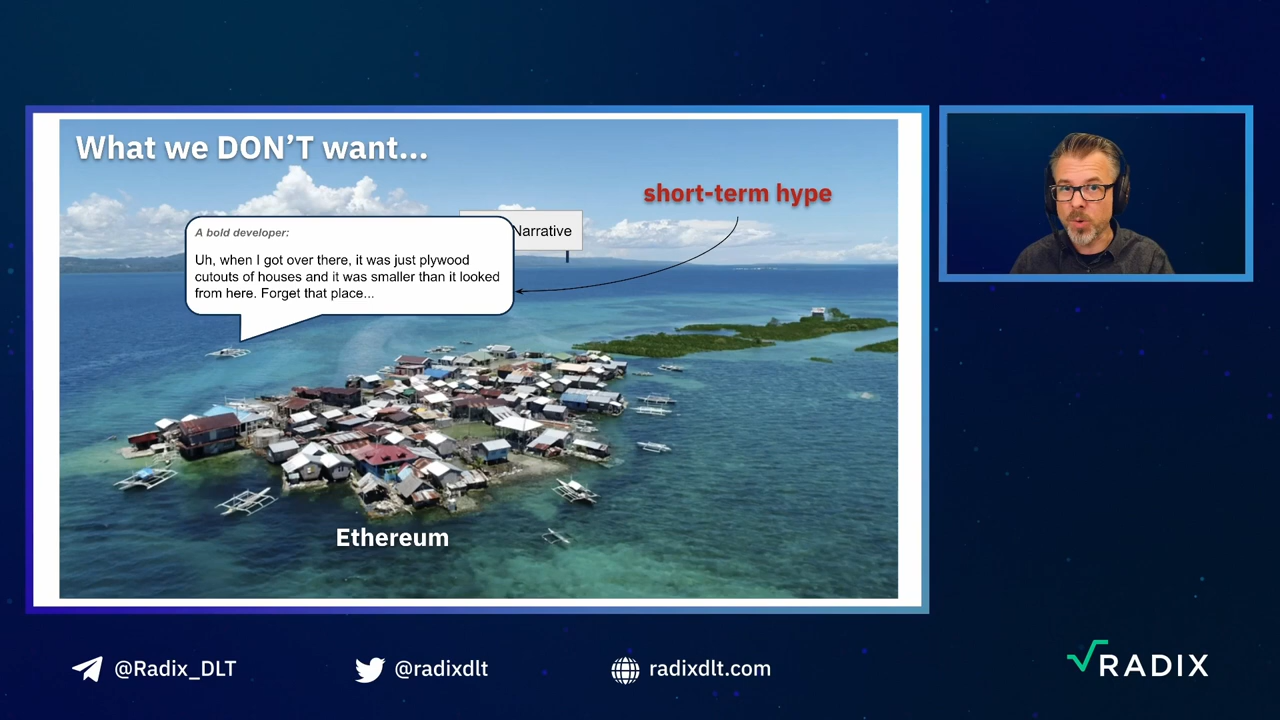 What we DON'T want...
short-term hype
Narrative
A bold developer:
Uh, when I got over there, it was just plywood
cutouts of houses and it was smaller than it looked
from here. Forget that place...
Ethereum
@Radix_DLT
@radixdlt
radixdlt.com
RADIX